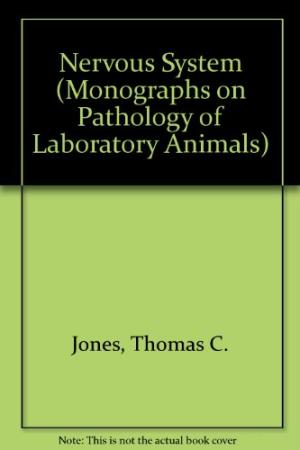 Nervous System
(Monographs on
Pathology of
Laboratory Animals)
Jones, Thomas C.
Note: This is not the actual book cover